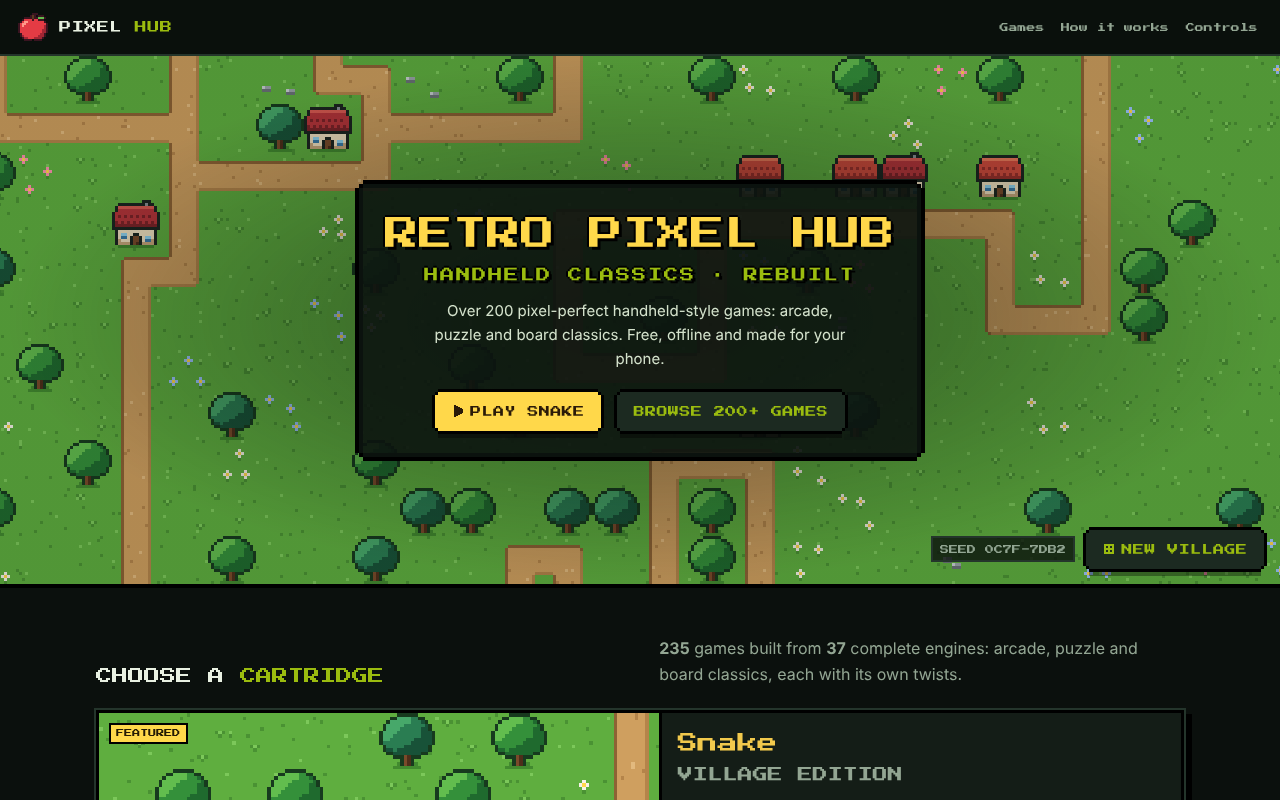 PIXEL HUB
Games How it works Controls
RETRO PIXEL HUB
HANDHELD CLASSICS · REBUILT
Over 200 pixel-perfect handheld-style games: arcade,
puzzle and board classics. Free, offline and made for your
phone.
PLAY SNAKE
BROWSE 200+ GAMES
SEED 0C7F-7DB2
NEW VILLAGE
CHOOSE A CARTRIDGE
235 games built from 37 complete engines: arcade, puzzle and
board classics, each with its own twists.
FEATURED
Snake
VILLAGE EDITION